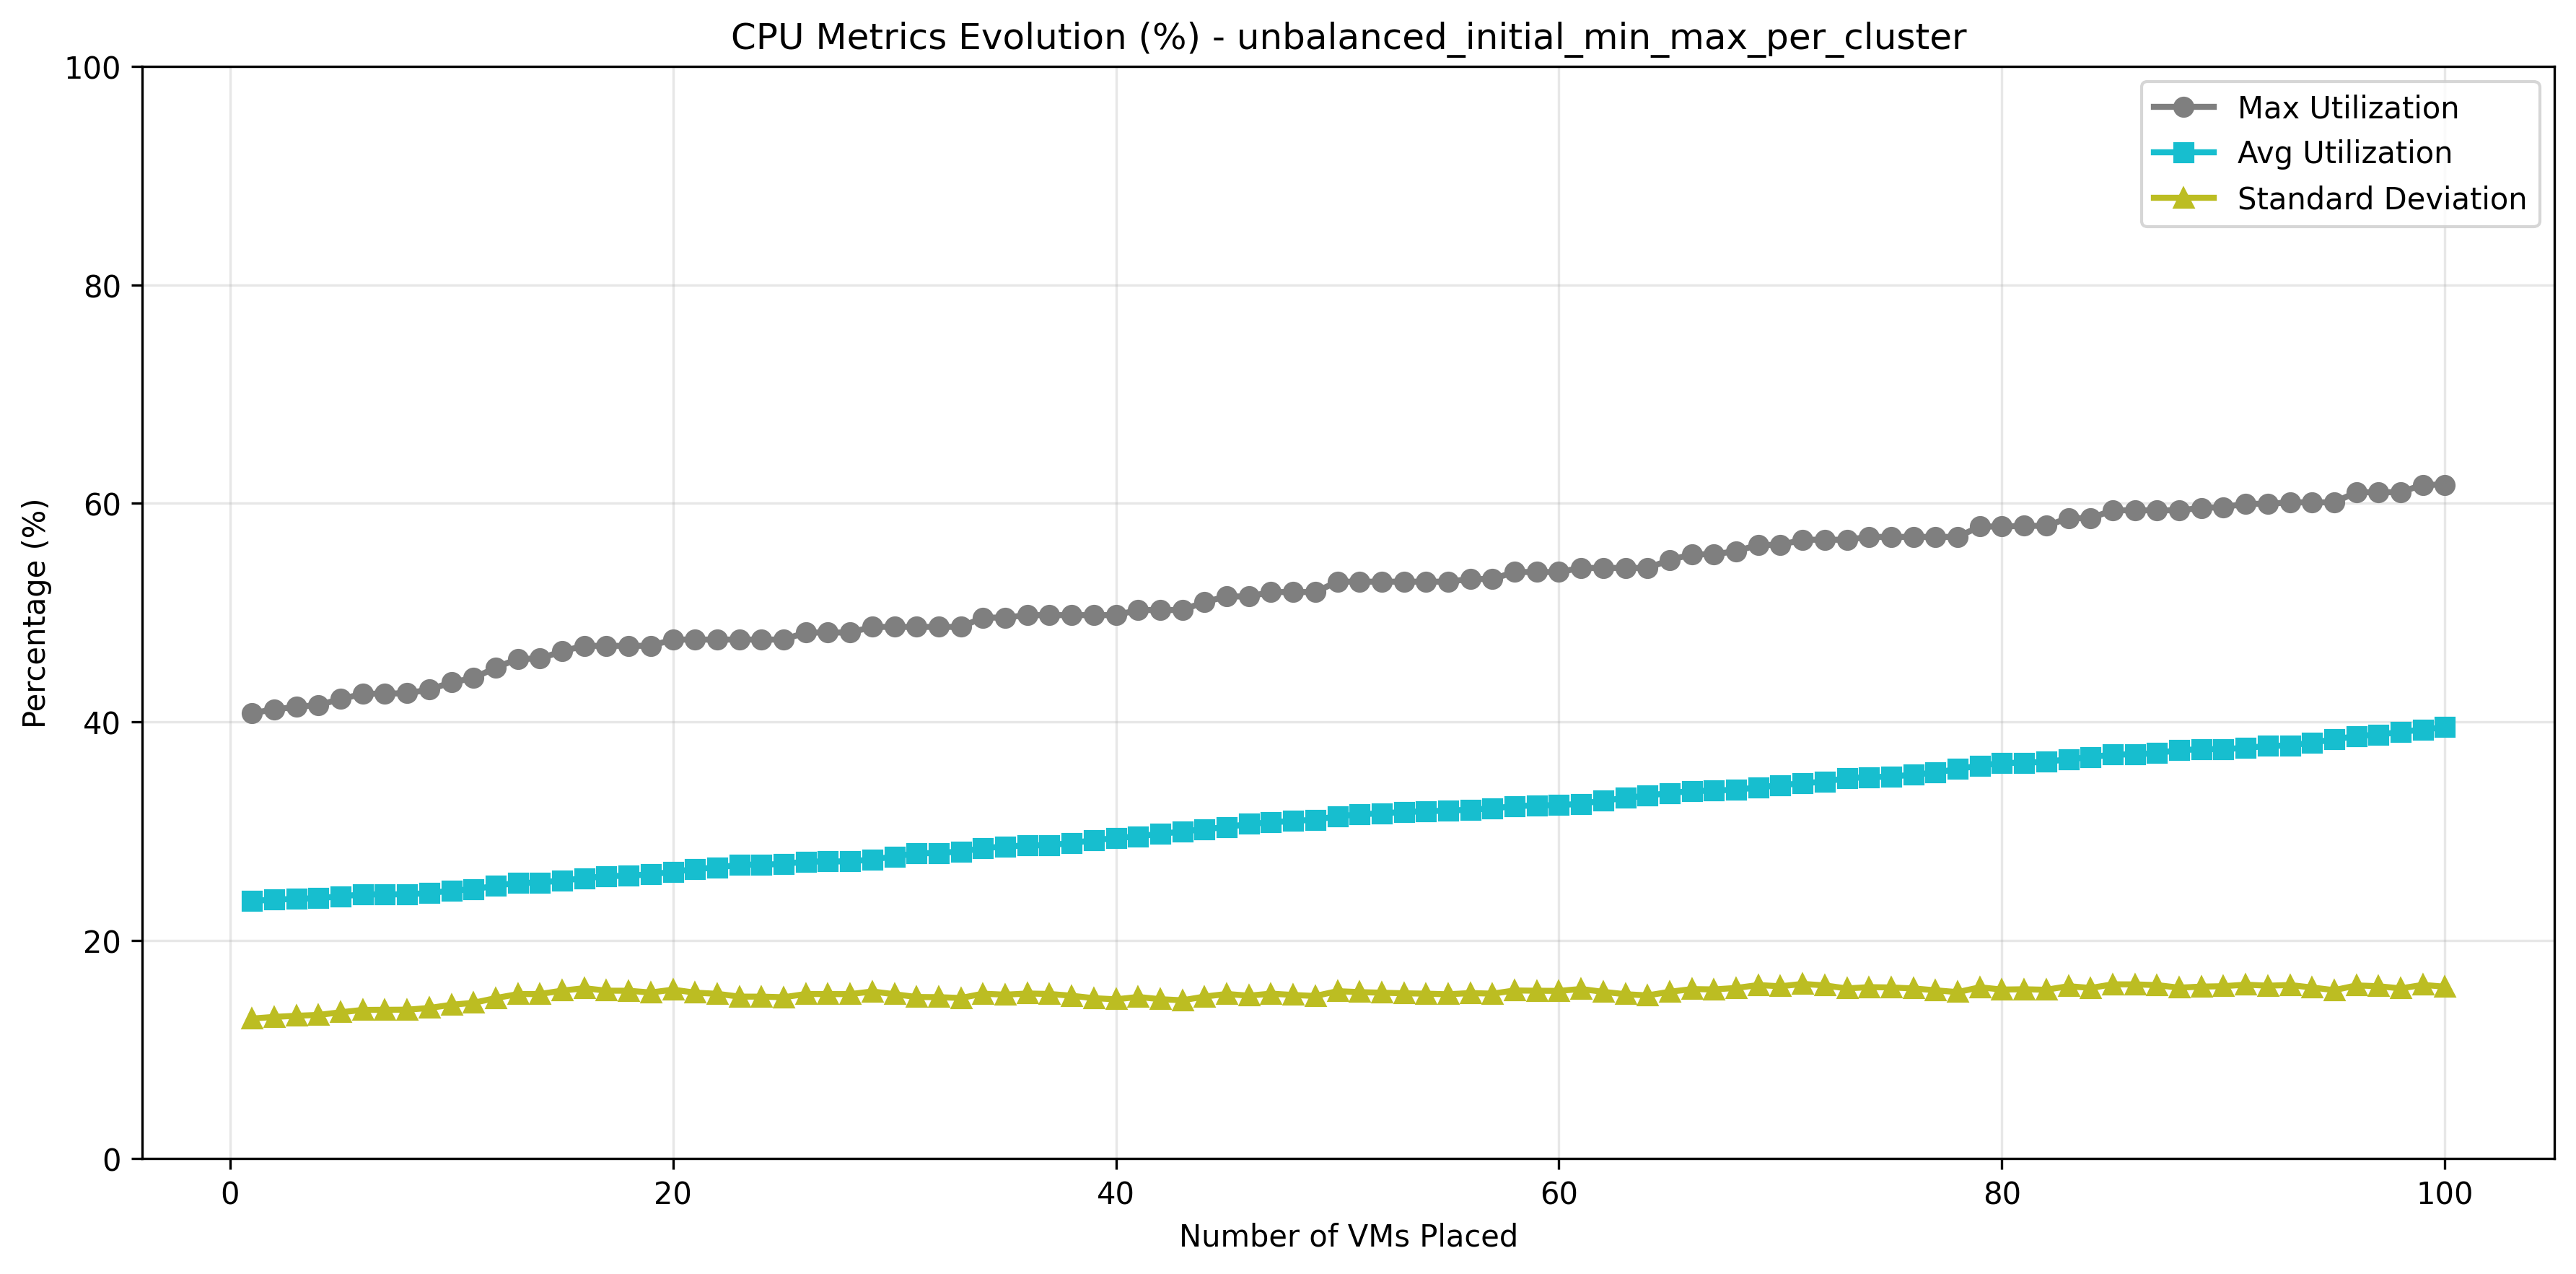 CPU Metrics Evolution (%) - unbalanced_initial_min_max_per_cluster
100
80
60
40
20
0
Percentage (%)
Max Utilization
Avg Utilization
Standard Deviation
0 20 40 60 80 100
Number of VMs Placed